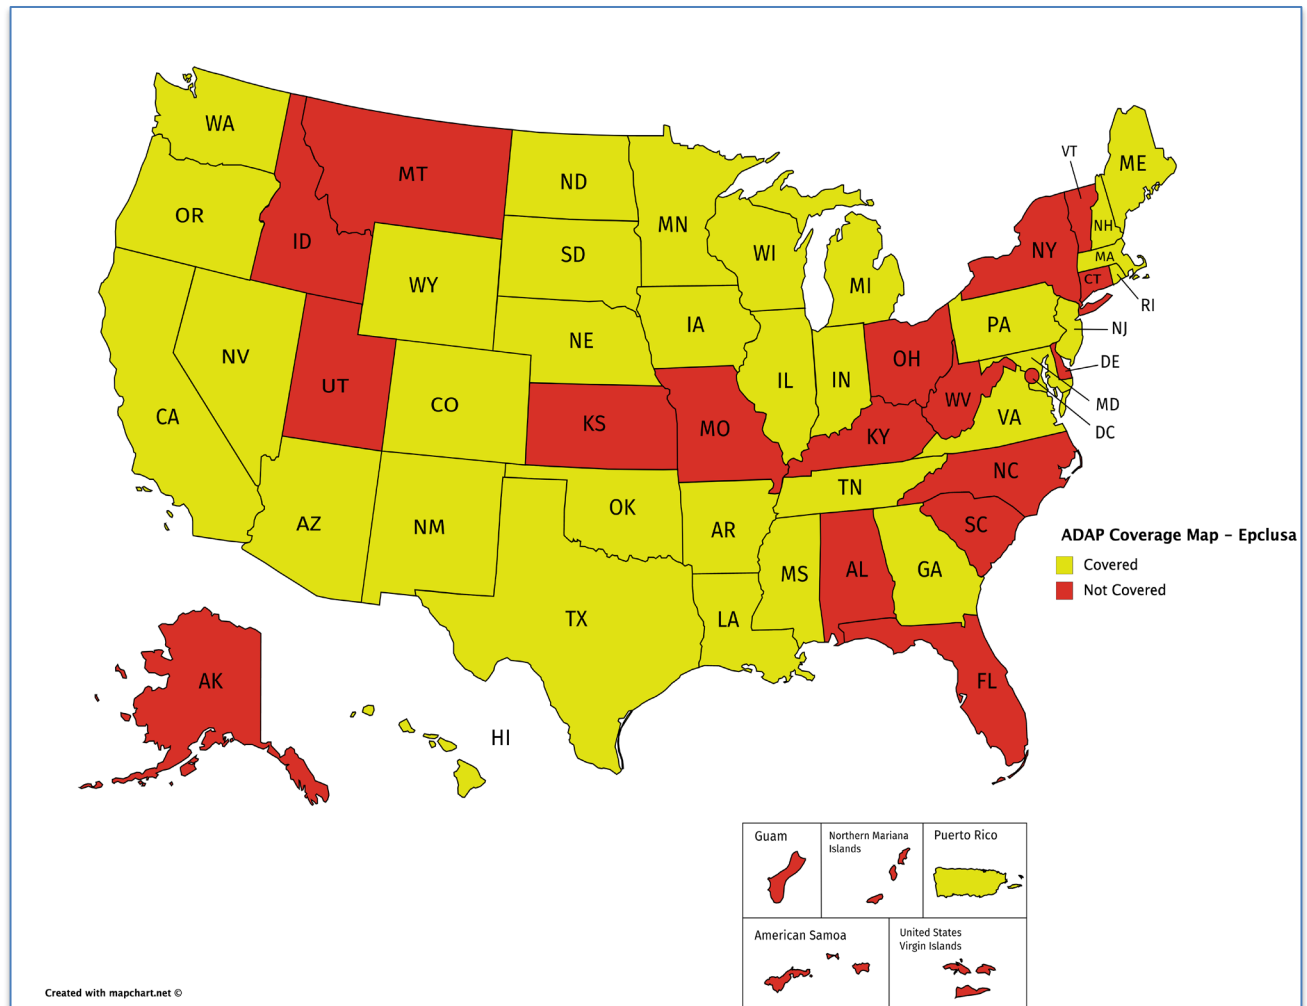 WA
MT
ND
MN
OR
ID
SD
WI
MI
WY
IA
NE
NV
UT
CO
CA
KS
MO
IL
IN
OH
WV
KY
VA
PA
NY
VT
ME
NH
MA
CT
RI
NJ
DE
MD
DC
NC
SC
TN
AZ
NM
OK
AR
MS
AL
GA
LA
TX
FL
AK
HI
ADAP Coverage Map – Epclusa
Covered
Not Covered
Guam
Northern Mariana
Islands
Puerto Rico
American Samoa
United States
Virgin Islands
Created with mapchart.net ©